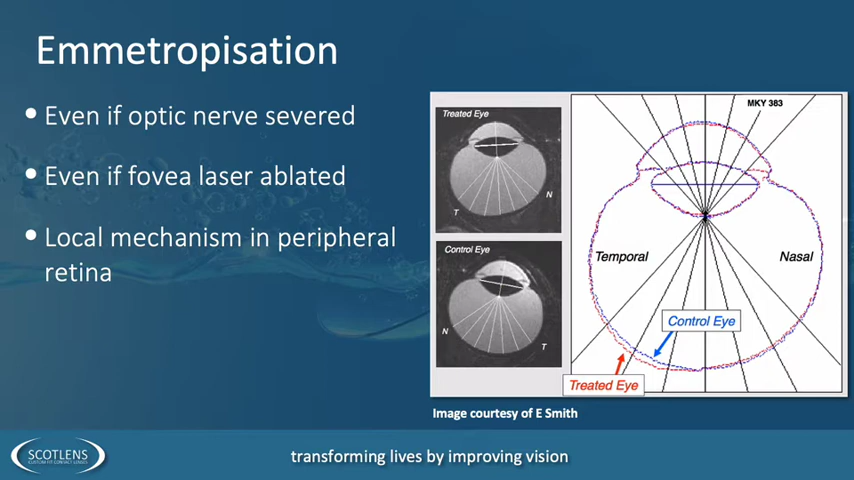 Emmetropisation
Even if optic nerve severed
Even if fovea laser ablated
Local mechanism in peripheral
retina
Treated Eye
N
T
Control Eye
N
T
MKY 383
Temporal
Nasal
Control Eye
Treated Eye
Image courtesy of E Smith
SCOTLENS
CUSTOM FIT CONTACT LENSES
transforming lives by improving vision